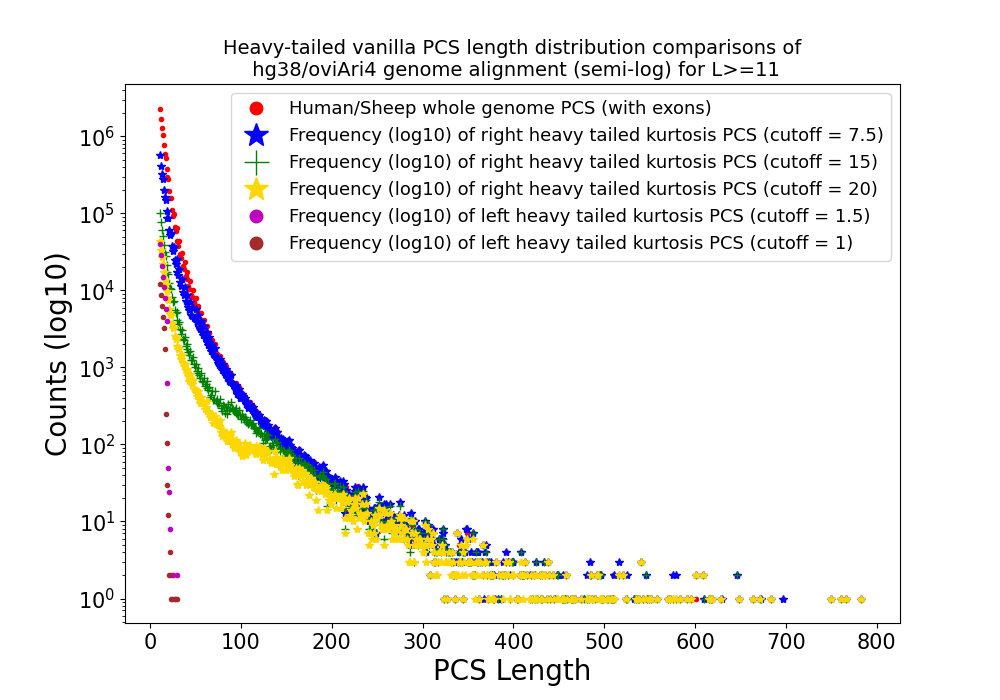 Heavy-tailed vanilla PCS length distribution comparisons of
hg38/oviAri4 genome alignment (semi-log) for L>=11
Human/Sheep whole genome PCS (with exons)
Frequency (log10) of right heavy tailed kurtosis PCS (cutoff = 7.5)
Frequency (log10) of right heavy tailed kurtosis PCS (cutoff = 15)
Frequency (log10) of right heavy tailed kurtosis PCS (cutoff = 20)
Frequency (log10) of left heavy tailed kurtosis PCS (cutoff = 1.5)
Frequency (log10) of left heavy tailed kurtosis PCS (cutoff = 1)
Counts (log10)
10⁶
10⁵
10⁴
10³
10²
10¹
10⁰
0 100 200 300 400 500 600 700 800
PCS Length